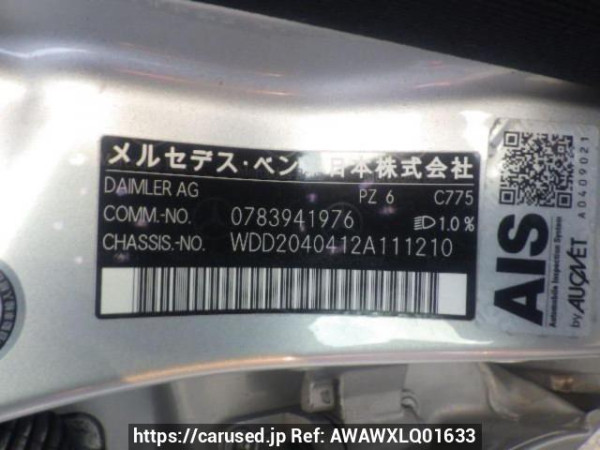 メルセデス・ベンツ日本株式会社
DAIMLER AG PZ 6 C775
COMM.-NO. 0783941976 1.0%
CHASSIS.-NO. WDD2040412A111210
AIS
Automobile Inspection System
by AUCNET
A0409021
https://carused.jp Ref: AWAWXLQ01633